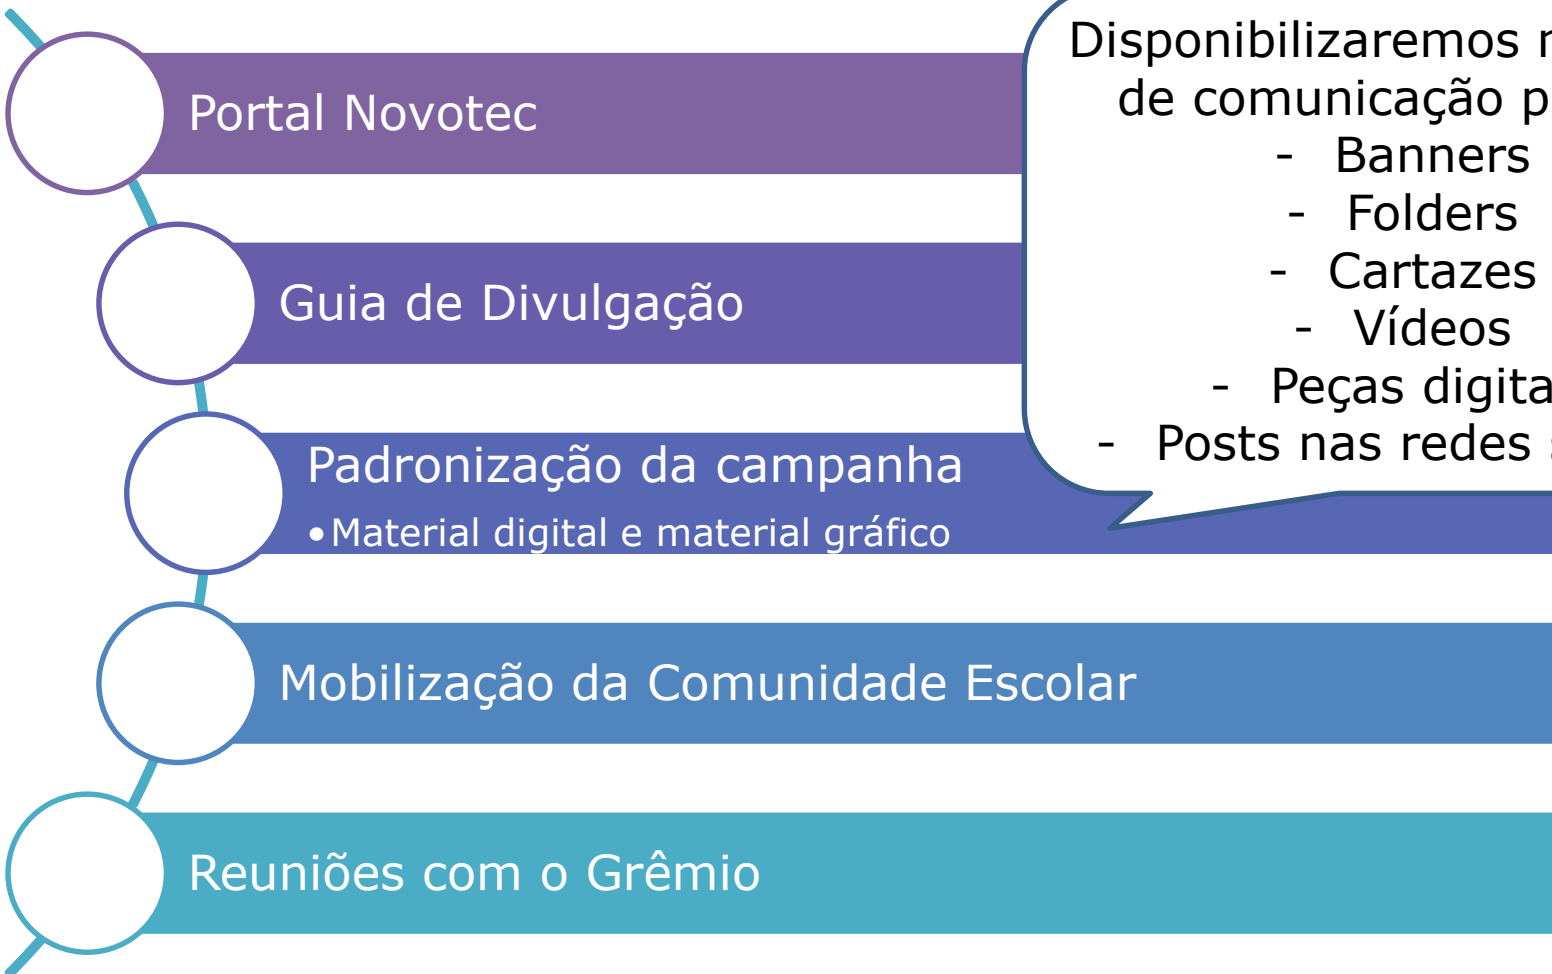 Portal Novotec
Guia de Divulgação
Padronização da campanha
•Material digital e material gráfico
Mobilização da Comunidade Escolar
Reuniões com o Grêmio
Disponibilizaremos
de comunicação
- Banners
- Folders
- Cartazes
- Vídeos
- Peças
- Posts nas redes